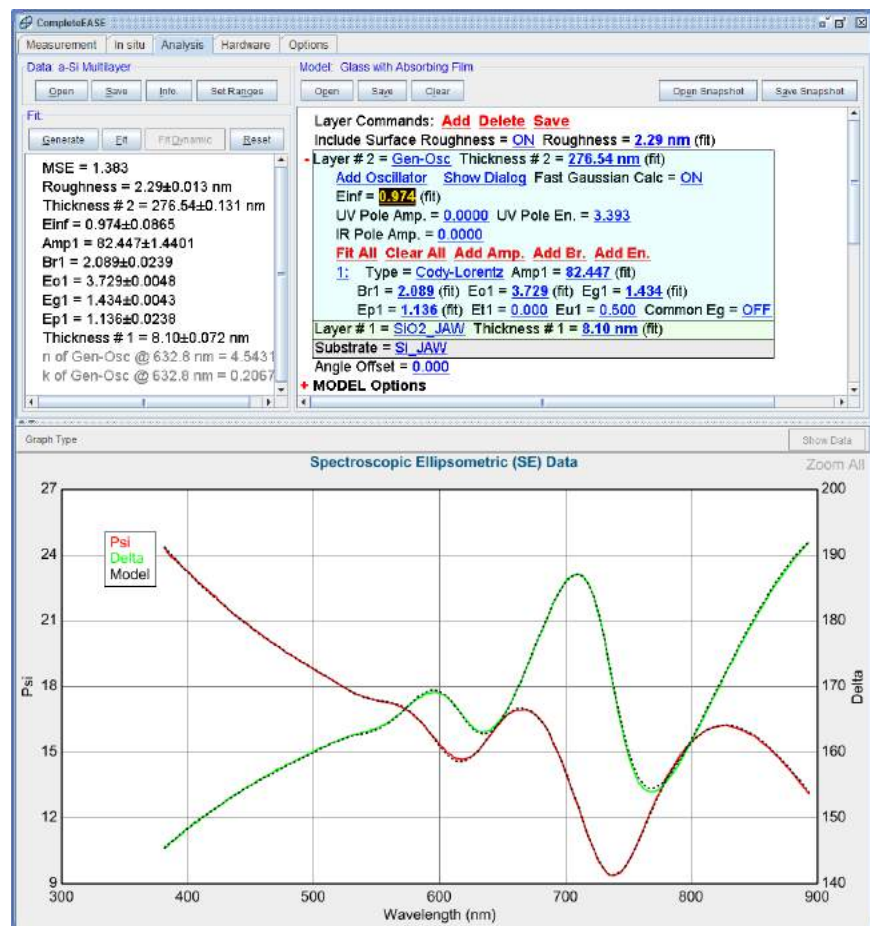 CompleteEASE
Measurement In situ Analysis Hardware Options
Data: a-Si Multilayer
Open Save Info. Set Ranges
Fit:
Generate Fit Fit Dynamic Reset
MSE = 1.383
Roughness = 2.29±0.013 nm
Thickness # 2 = 276.54±0.131 nm
Einf = 0.974±0.0865
Amp1 = 82.447±1.4401
Br1 = 2.089±0.0239
Eo1 = 3.729±0.0048
Eg1 = 1.434±0.0043
Ep1 = 1.136±0.0238
Thickness # 1 = 8.10±0.072 nm
n of Gen-Osc @ 632.8 nm = 4.5431
k of Gen-Osc @ 632.8 nm = 0.2067
Model: Glass with Absorbing Film
Open Save Clear Open Snapshot Save Snapshot
Layer Commands: Add Delete Save
Include Surface Roughness = ON Roughness = 2.29 nm (fit)
- Layer # 2 = Gen-Osc Thickness # 2 = 276.54 nm (fit)
Add Oscillator Show Dialog Fast Gaussian Calc = ON
Einf = 0.974 (fit)
UV Pole Amp. = 0.0000 UV Pole En. = 3.393
IR Pole Amp. = 0.0000
Fit All Clear All Add Amp. Add Br. Add En.
1: Type = Cody-Lorentz Amp1 = 82.447 (fit)
Br1 = 2.089 (fit) Eo1 = 3.729 (fit) Eg1 = 1.434 (fit)
Ep1 = 1.136 (fit) Et1 = 0.000 Eu1 = 0.500 Common Eg = OFF
Layer # 1 = SIO2_JAW Thickness # 1 = 8.10 nm (fit)
Substrate = SI_JAW
Angle Offset = 0.000
+ MODEL Options
Graph Type Show Data
Spectroscopic Ellipsometric (SE) Data
Zoom All
27 200
24 190
21 180
18 170
15 160
12 150
9 140
Psi
Delta
Model
Psi
Delta
300 400 500 600 700 800 900
Wavelength (nm)